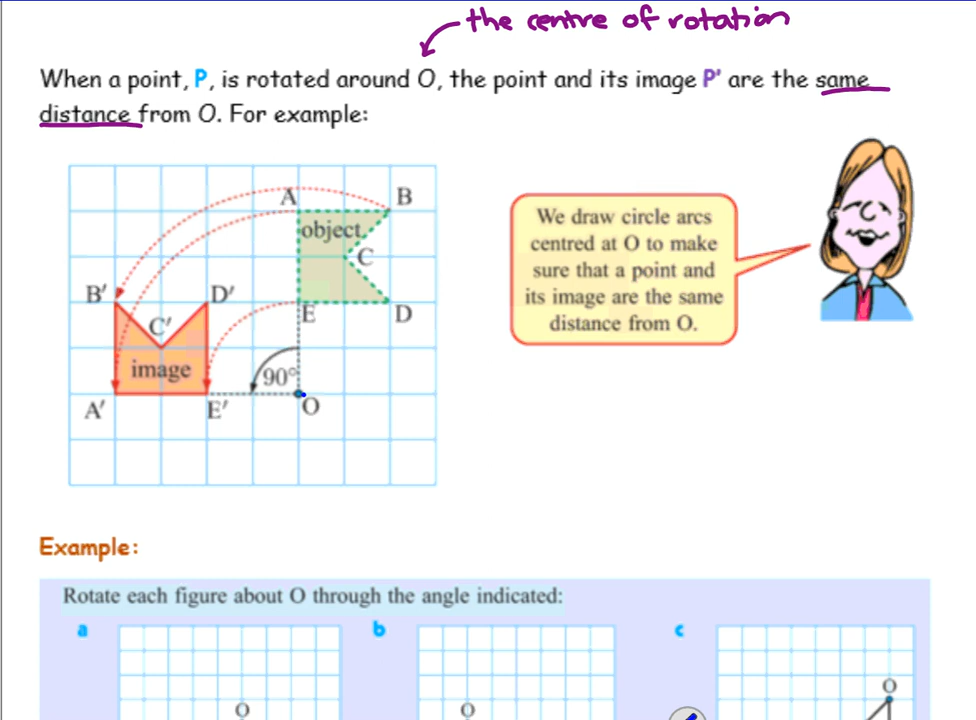 the centre of rotation
When a point, P, is rotated around O, the point and its image P' are the same
distance from O. For example:
A
B
object
C
B'
D'
E
D
C'
image
90°
A'
E'
O
We draw circle arcs
centred at O to make
sure that a point and
its image are the same
distance from O.
Example:
Rotate each figure about O through the angle indicated:
a
b
c
O
O
O